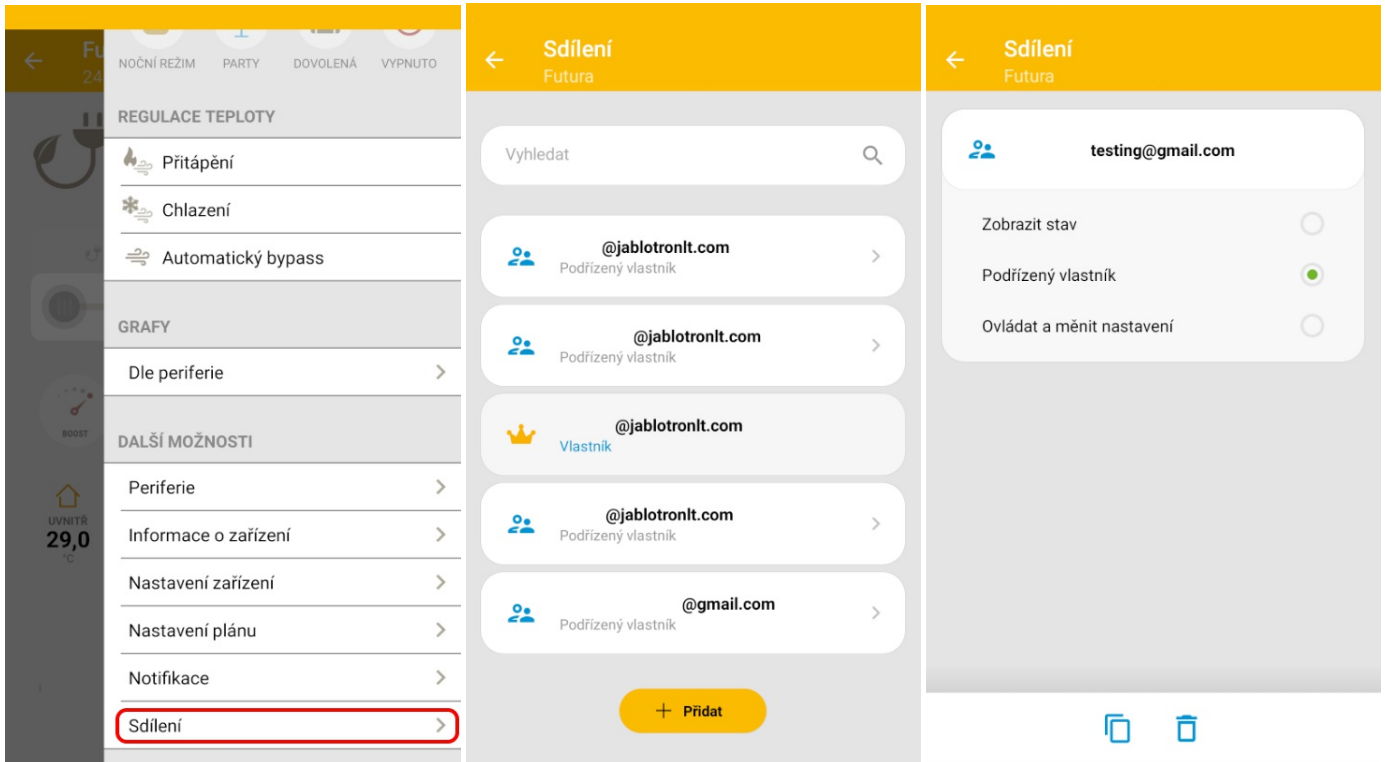 Fu
24
NOČNÍ REŽIM PARTY DOVOLENÁ VYPNUTO
REGULACE TEPLOTY
Přitápění
Chlazení
Automatický bypass
GRAFY
Dle periferie
BOOST
DALŠÍ MOŽNOSTI
Periferie
UVNITŘ
29,0
°C
Informace o zařízení
Nastavení zařízení
Nastavení plánu
Notifikace
Sdílení
Sdílení
Futura
Vyhledat
@jablotronlt.com
Podřízený vlastník
@jablotronlt.com
Podřízený vlastník
@jablotronlt.com
Vlastník
@jablotronlt.com
Podřízený vlastník
@gmail.com
Podřízený vlastník
+ Přidat
Sdílení
Futura
testing@gmail.com
Zobrazit stav
Podřízený vlastník
Ovládat a měnit nastavení